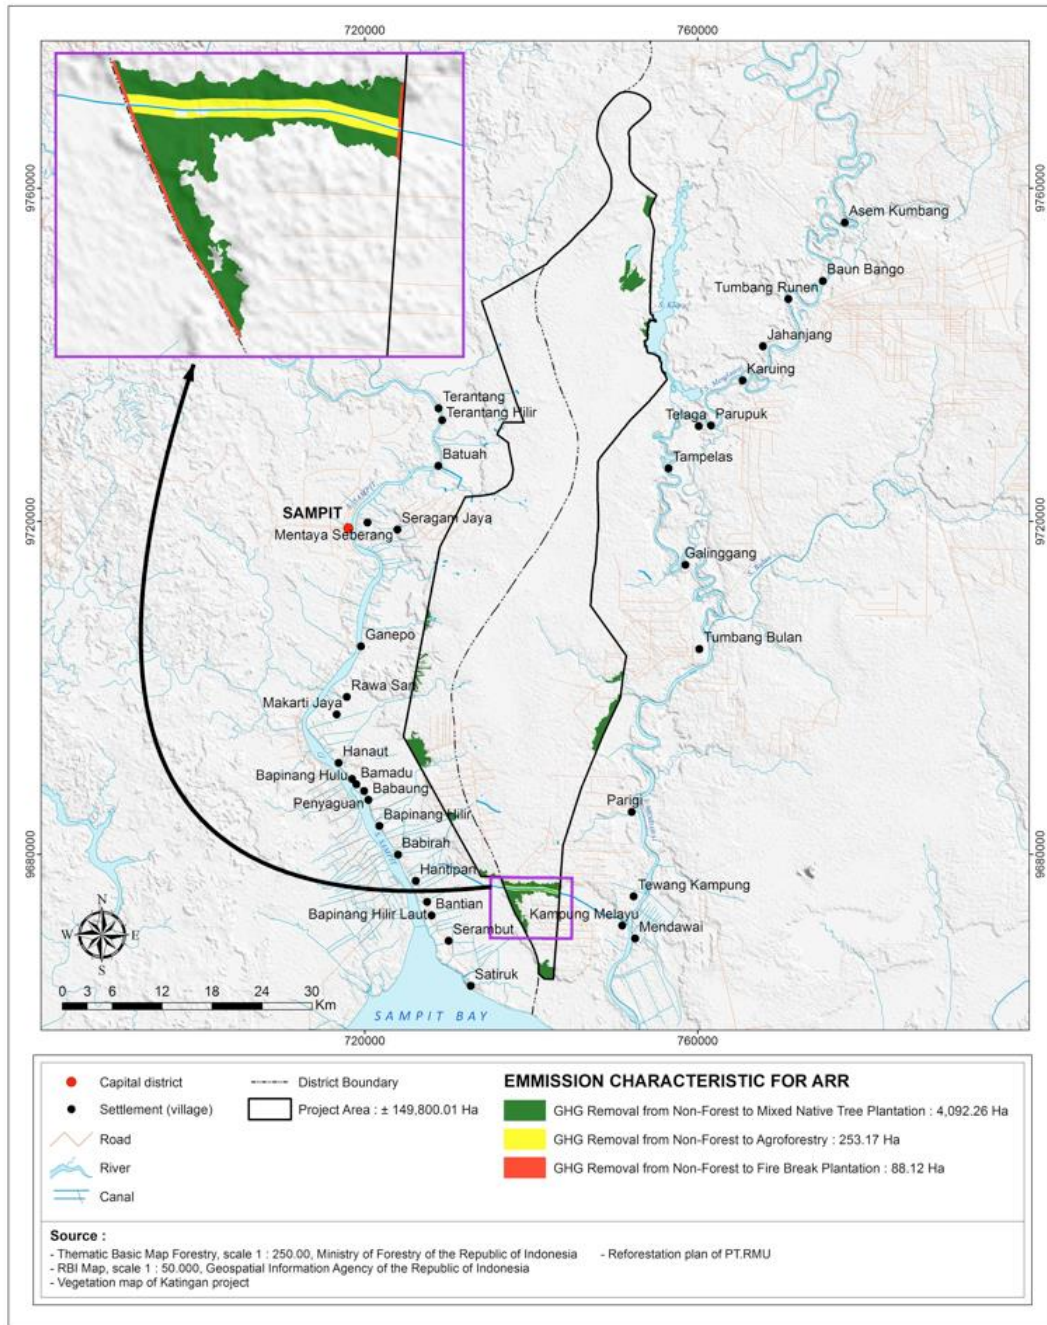 720000
760000
9760000
9760000
Asem Kumbang
Baun Bango
Tumbang Runen
Jahanjang
Karuing
Terantang
Terantang Hilir
Telaga
Parupuk
Batuah
Tampelas
SAMPIT
Seragam Jaya
Mentaya Seberang
9720000
9720000
Galinggang
Ganepo
Tumbang Bulan
Rawa Sari
Makarti Jaya
Hanaut
Bapinang Hulu
Bamadu
Babaung
Penyaguan
Parigi
Bapinang Hilir
Babirah
9680000
9680000
Hantipan
Tewang Kampung
Bantian
Bapinang Hilir Laut
Kampung Melayu
Mendawai
Serambut
Satiruk
N
W
E
S
0 3 6 12 18 24 30
Km
SAMPIT BAY
720000
760000
Capital district
Settlement (village)
Road
River
Canal
District Boundary
Project Area : ± 149,800.01 Ha
EMMISSION CHARACTERISTIC FOR ARR
GHG Removal from Non-Forest to Mixed Native Tree Plantation : 4,092.26 Ha
GHG Removal from Non-Forest to Agroforestry : 253.17 Ha
GHG Removal from Non-Forest to Fire Break Plantation : 88.12 Ha
Source :
- Thematic Basic Map Forestry, scale 1 : 250.00, Ministry of Forestry of the Republic of Indonesia
- Reforestation plan of PT.RMU
- RBI Map, scale 1 : 50.000, Geospatial Information Agency of the Republic of Indonesia
- Vegetation map of Katingan project